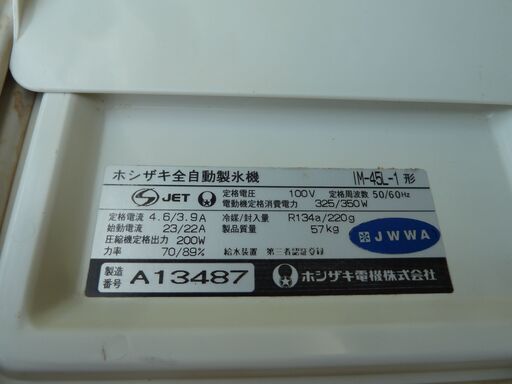 ホシザキ全自動製氷機 IM-45L-1 形
S JET 定格電圧 100V 定格周波数 50/60Hz
電動機定格消費電力 325/350W
定格電流 4.6/3.9A 冷媒/封入量 R134a/220g
始動電流 23/22A 製品質量 57kg
圧縮機定格出力 200W
力率 70/89% 給水装置 第三者認証登録
JWWA
製造番号 A13487 ホシザキ電機株式会社